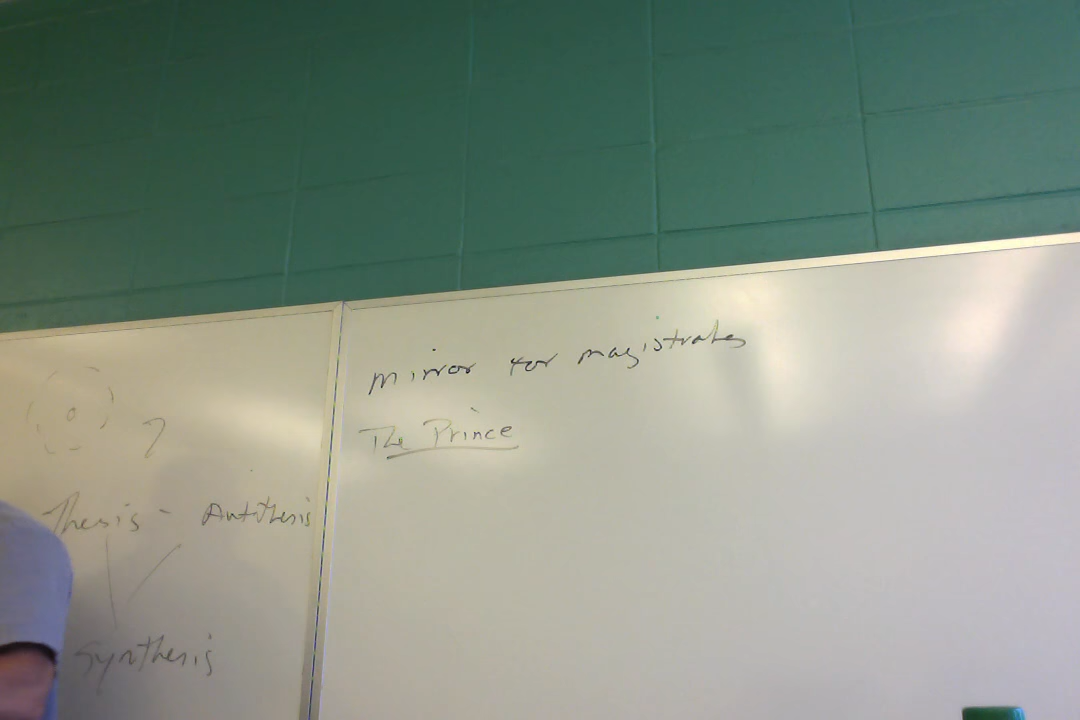 mirror for magistrates
The Prince
?
Thesis - Antithesis
Synthesis